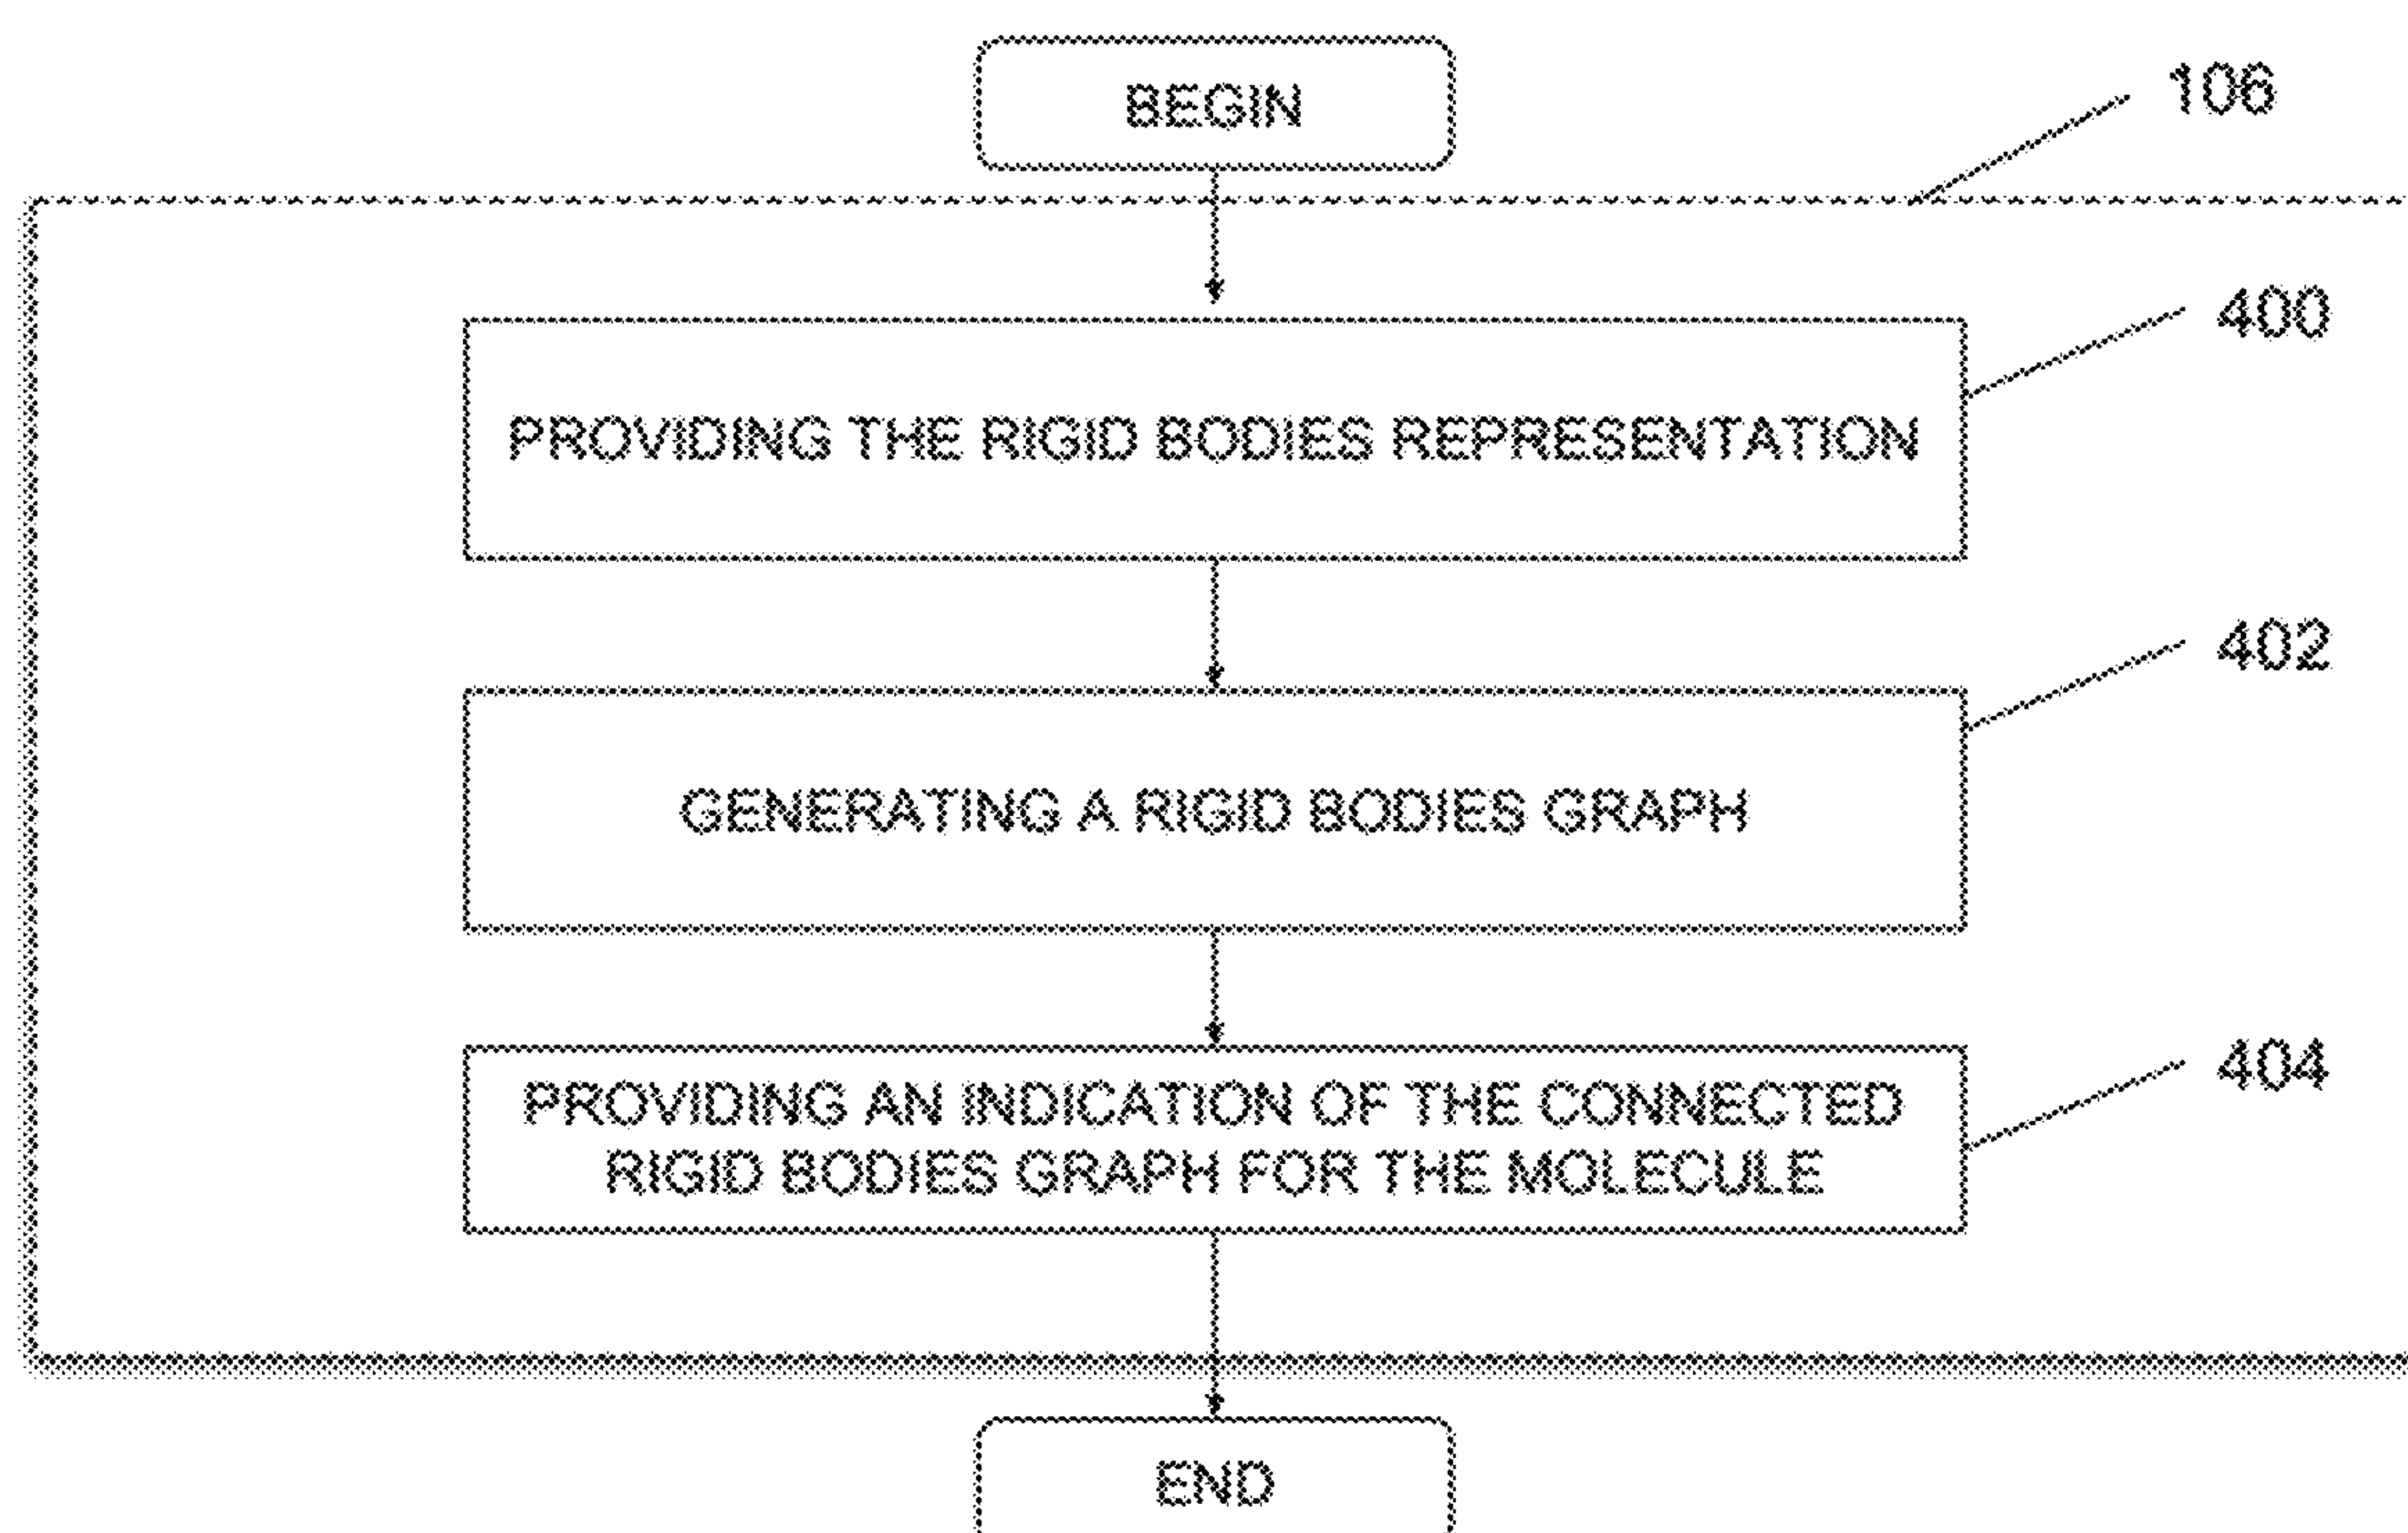 BEGIN
106
400
PROVIDING THE RIGID BODIES REPRESENTATION
402
GENERATING A RIGID BODIES GRAPH
404
PROVIDING AN INDICATION OF THE CONNECTED
RIGID BODIES GRAPH FOR THE MOLECULE
END